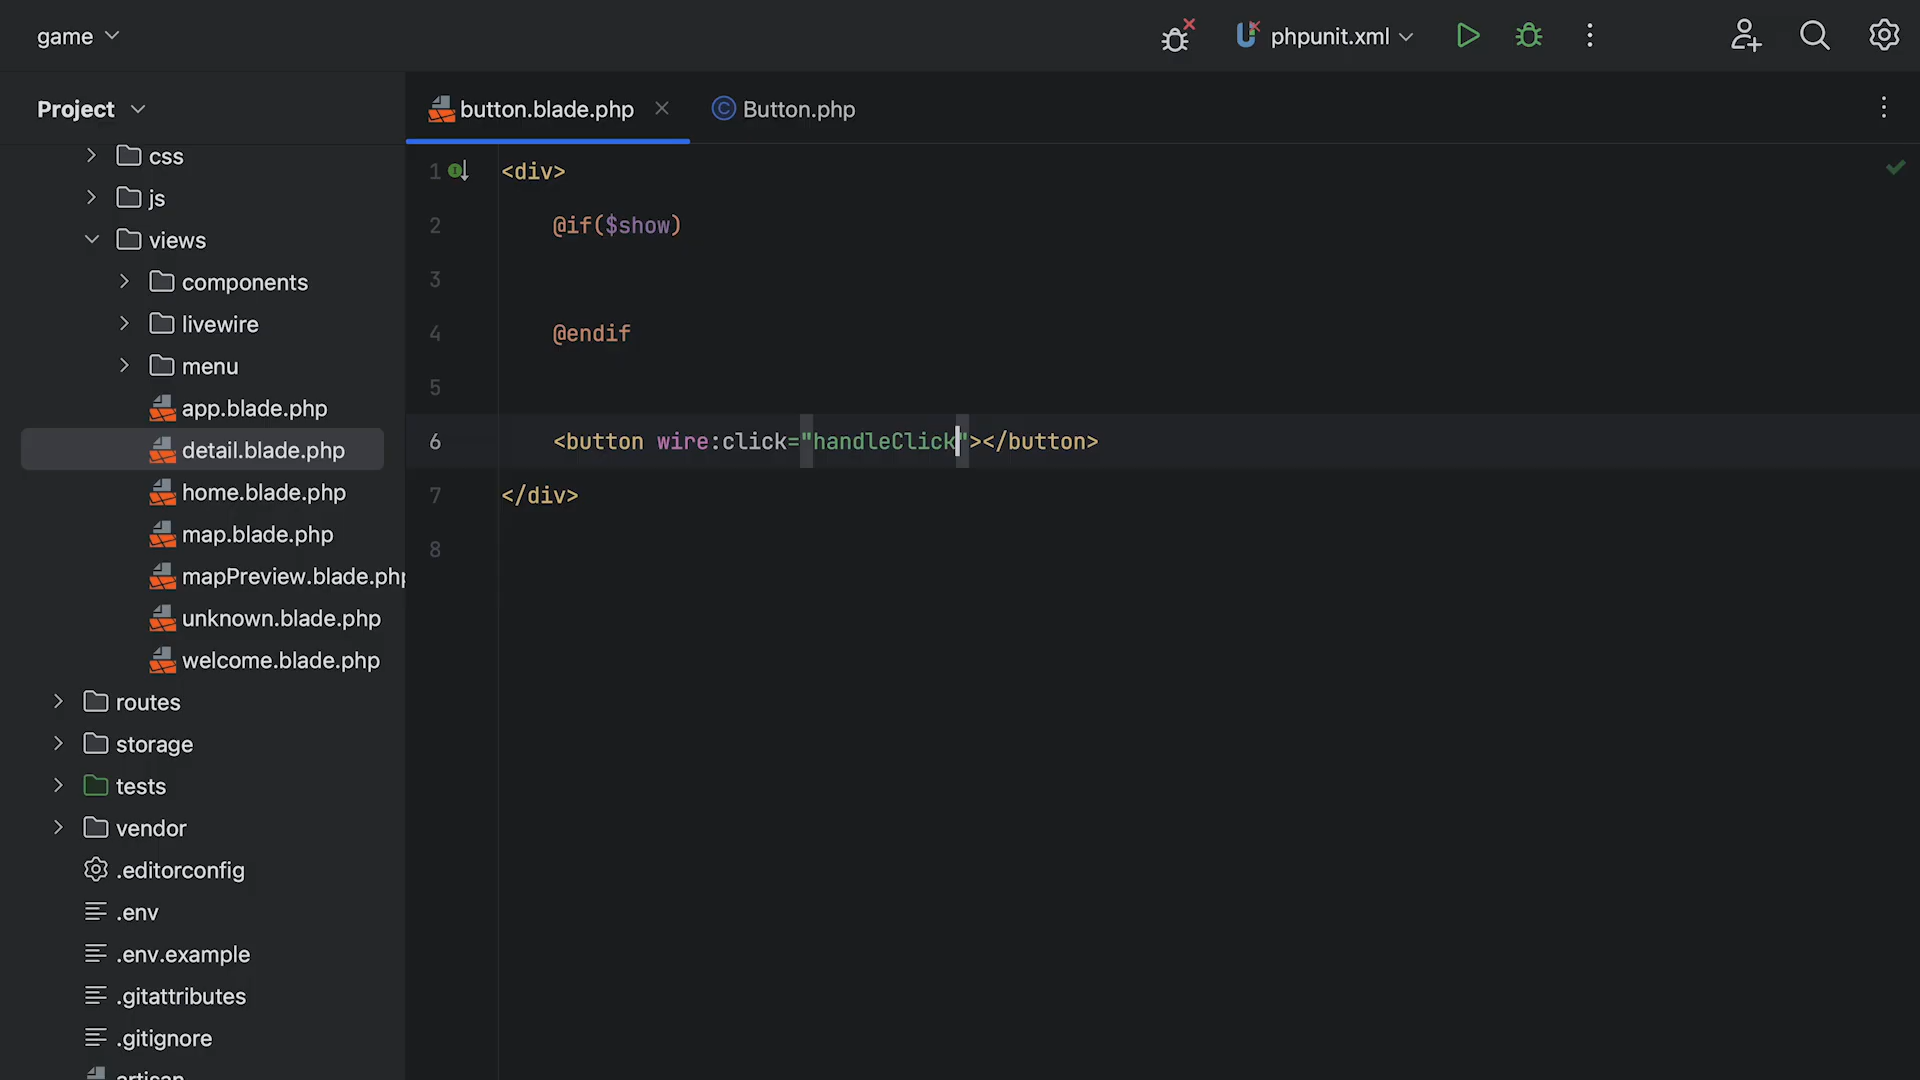 game
phpunit.xml
Project
button.blade.php
Button.php
css
js
views
components
livewire
menu
app.blade.php
detail.blade.php
home.blade.php
map.blade.php
mapPreview.blade.php
unknown.blade.php
welcome.blade.php
routes
storage
tests
vendor
.editorconfig
.env
.env.example
.gitattributes
.gitignore
artisan
1 <div>
2 @if($show)
3
4 @endif
5
6 <button wire:click="handleClick"></button>
7 </div>
8